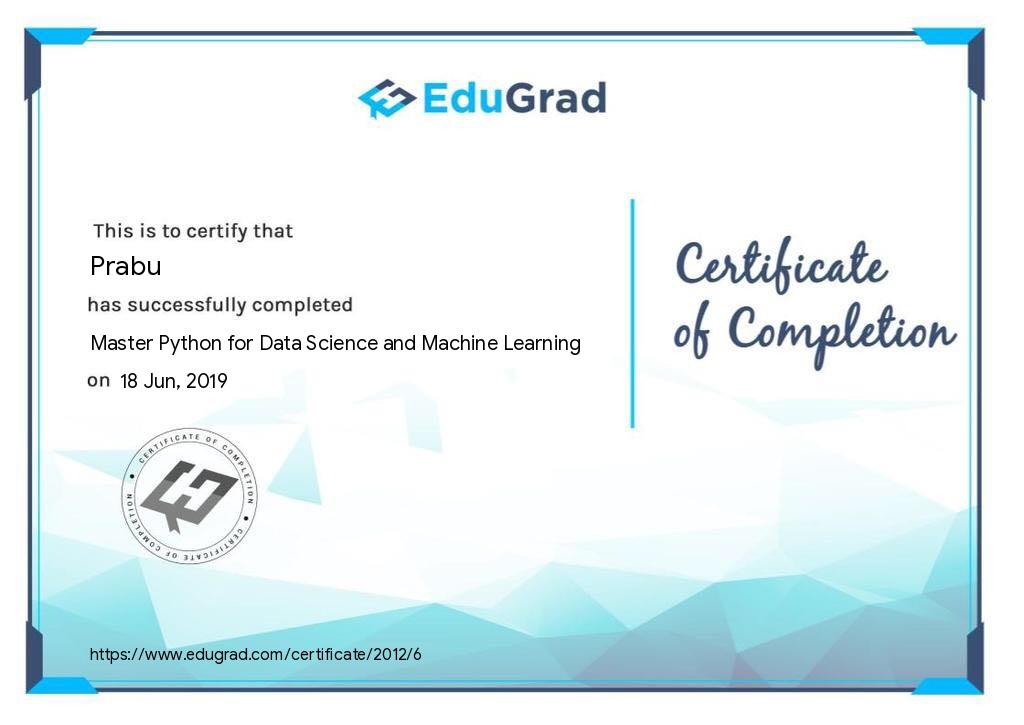 EduGrad
This is to certify that
Prabu
has successfully completed
Master Python for Data Science and Machine Learning
on 18 Jun, 2019
Certificate
of Completion
CERTIFICATE OF COMPLETION
CERTIFICATE OF COMPLETION
https://www.edugrad.com/certificate/2012/6